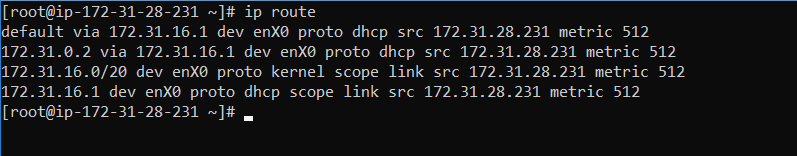 [root@ip-172-31-28-231 ~]# ip route
default via 172.31.16.1 dev enX0 proto dhcp src 172.31.28.231 metric 512
172.31.0.2 via 172.31.16.1 dev enX0 proto dhcp src 172.31.28.231 metric 512
172.31.16.0/20 dev enX0 proto kernel scope link src 172.31.28.231 metric 512
172.31.16.1 dev enX0 proto dhcp scope link src 172.31.28.231 metric 512
[root@ip-172-31-28-231 ~]#